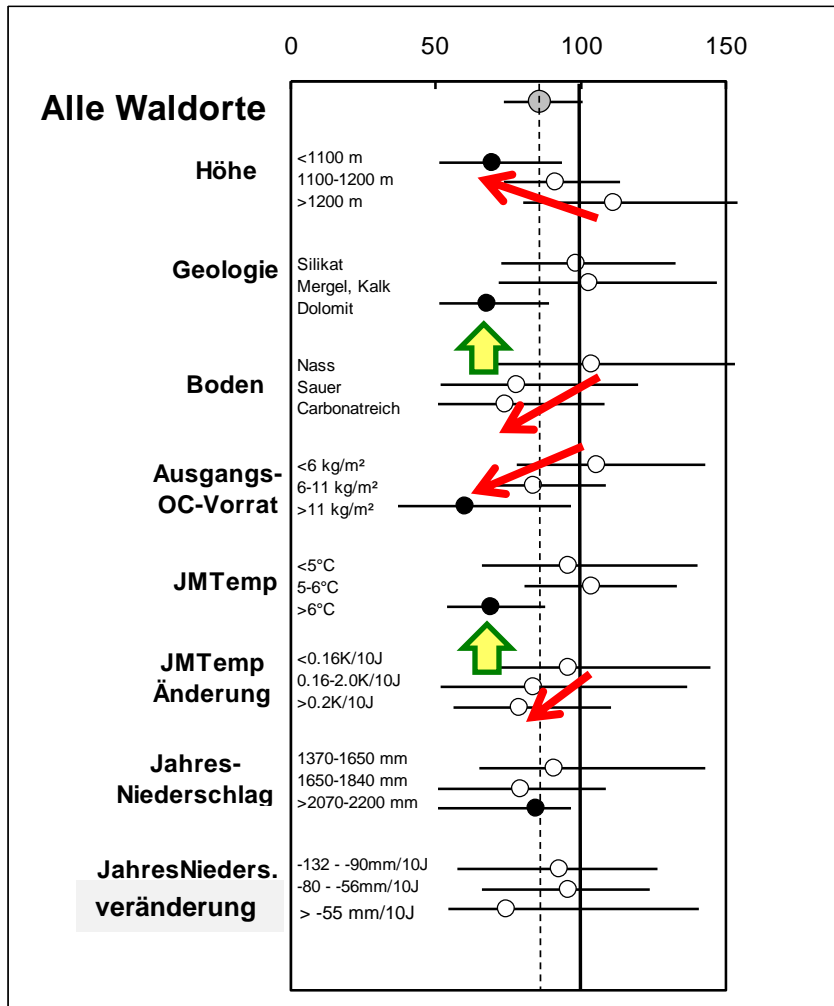 0 50 100 150
Alle Waldorte
Höhe
<1100 m
1100-1200 m
>1200 m
Geologie
Silikat
Mergel, Kalk
Dolomit
Boden
Nass
Sauer
Carbonatreich
Ausgangs-
OC-Vorrat
<6 kg/m²
6-11 kg/m²
>11 kg/m²
JMTemp
<5°C
5-6°C
>6°C
JMTemp
Änderung
<0.16K/10J
0.16-2.0K/10J
>0.2K/10J
Jahres-
Niederschlag
1370-1650 mm
1650-1840 mm
>2070-2200 mm
JahresNieders.
veränderung
-132 - -90mm/10J
-80 - -56mm/10J
> -55 mm/10J